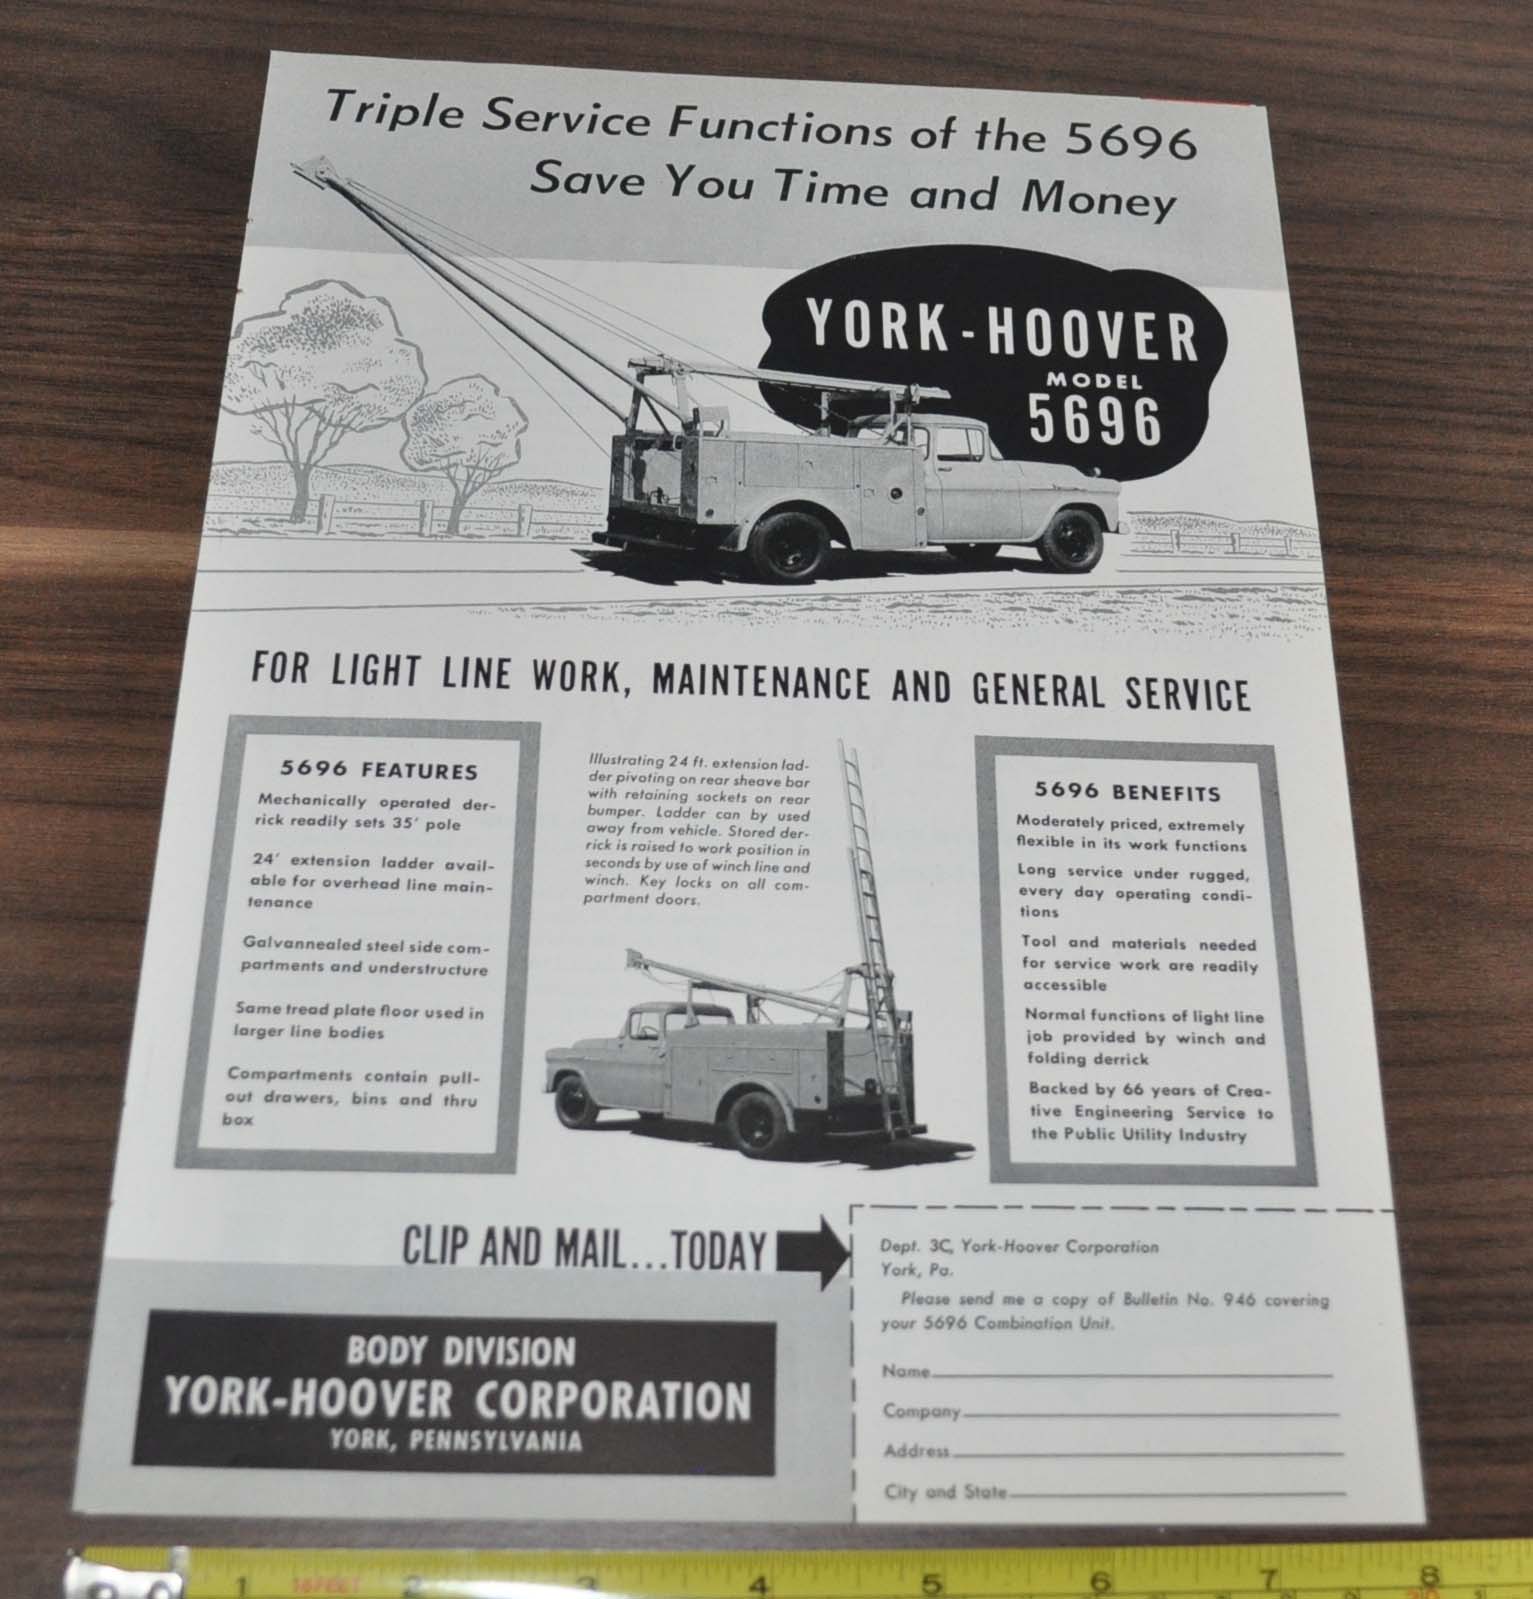 Triple Service Functions of the 5696
Save You Time and Money
YORK-HOOVER
MODEL
5696
FOR LIGHT LINE WORK, MAINTENANCE AND GENERAL SERVICE
5696 FEATURES
Mechanically operated der-
rick readily sets 35' pole
24' extension ladder avail-
able for overhead line main-
tenance
Galvannealed steel side com-
partments and understructure
Same tread plate floor used in
larger line bodies
Compartments contain pull-
out drawers, bins and thru
box
Illustrating 24 ft. extension lad-
der pivoting on rear sheave bar
with retaining sockets on rear
bumper. Ladder can by used
away from vehicle. Stored der-
rick is raised to work position in
seconds by use of winch line and
winch. Key locks on all com-
partment doors.
5696 BENEFITS
Moderately priced, extremely
flexible in its work functions
Long service under rugged,
every day operating condi-
tions
Tool and materials needed
for service work are readily
accessible
Normal functions of light line
job provided by winch and
folding derrick
Backed by 66 years of Crea-
tive Engineering Service to
the Public Utility Industry
CLIP AND MAIL...TODAY
BODY DIVISION
YORK-HOOVER CORPORATION
YORK, PENNSYLVANIA
Dept. 3C, York-Hoover Corporation
York, Pa.
Please send me a copy of Bulletin No. 946 covering
your 5696 Combination Unit.
Name
Company
Address
City and State
1 16 FEET 2 3 4 5 6 7 8